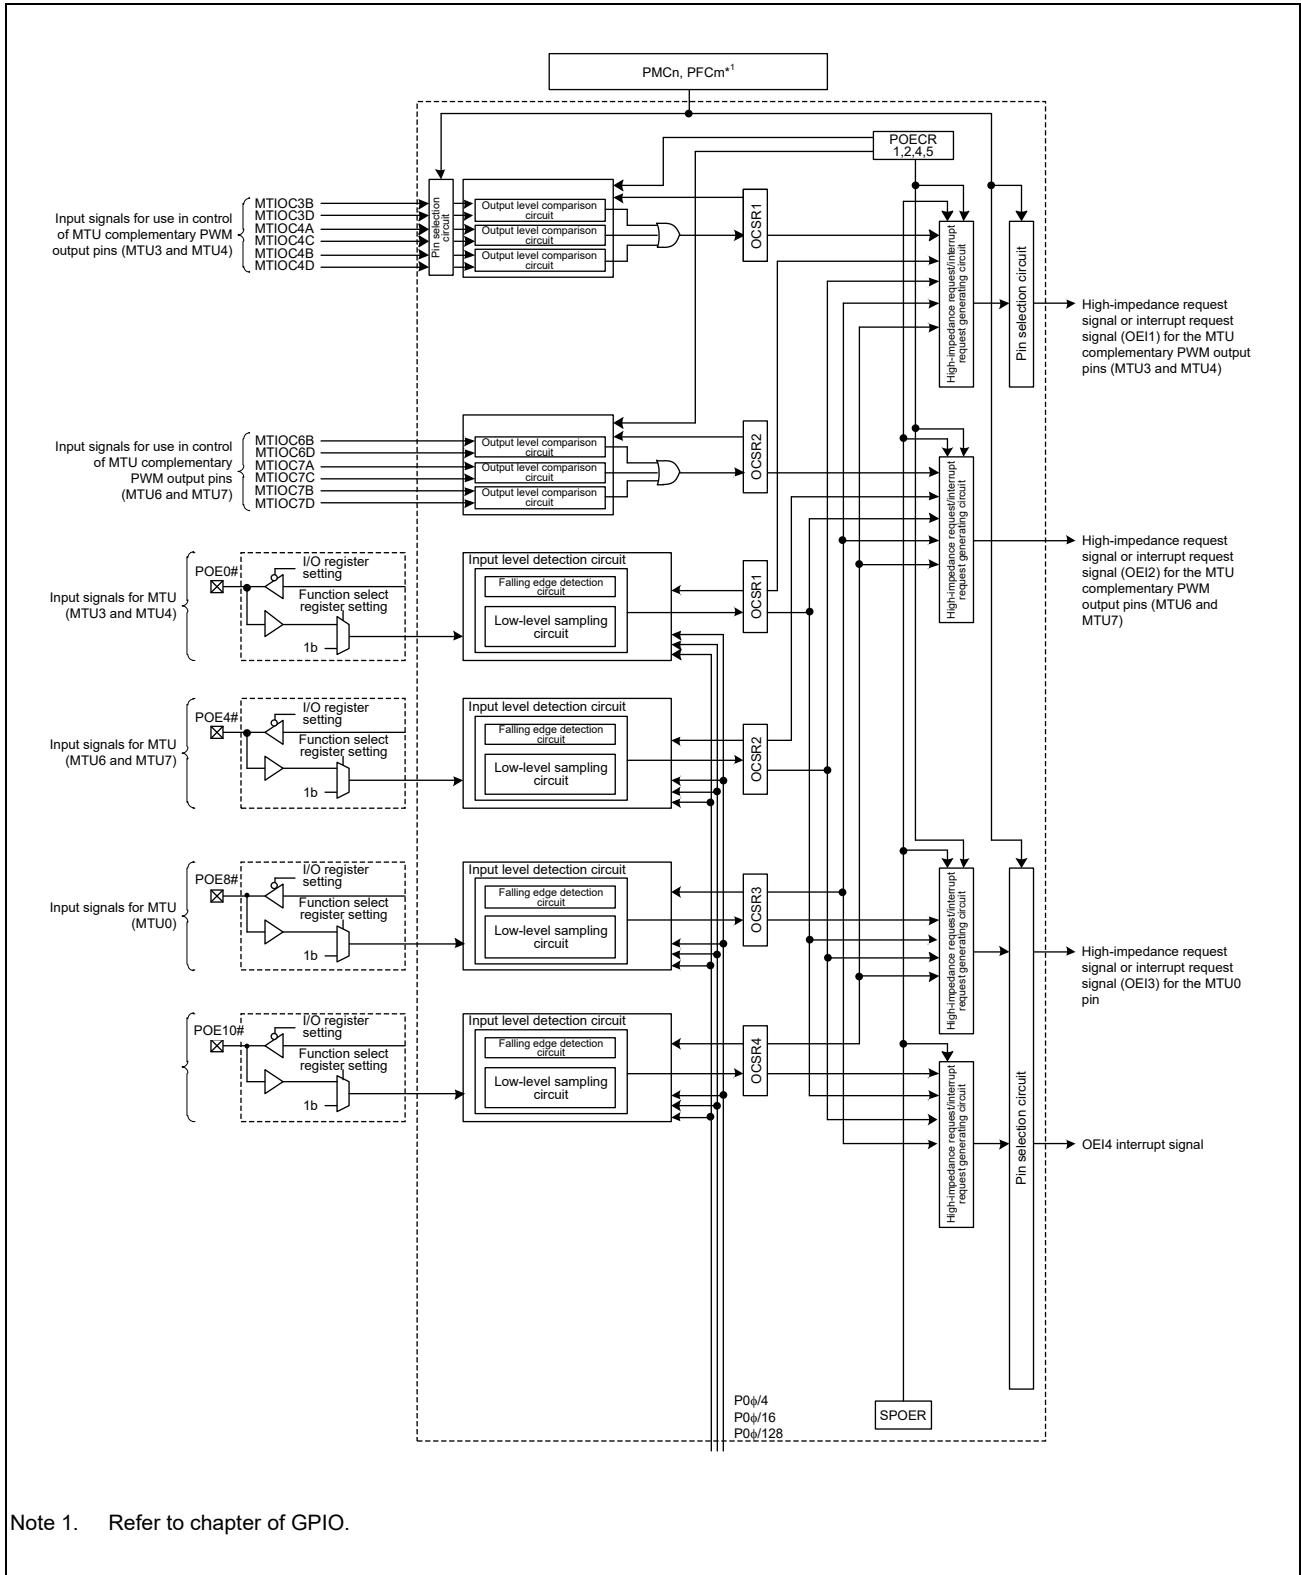 PMCn, PFCm*1
POECR
1,2,4,5
Input signals for use in control
of MTU complementary PWM
output pins (MTU3 and MTU4)
MTIOC3B
MTIOC3D
MTIOC4A
MTIOC4C
MTIOC4B
MTIOC4D
Pin selection
circuit
Output level comparison
circuit
Output level comparison
circuit
Output level comparison
circuit
OCSR1
High-impedance request/interrupt
request generating circuit
Pin selection circuit
High-impedance request
signal or interrupt request
signal (OEI1) for the MTU
complementary PWM output
pins (MTU3 and MTU4)
Input signals for use in control
of MTU complementary
PWM output pins
(MTU6 and MTU7)
MTIOC6B
MTIOC6D
MTIOC7A
MTIOC7C
MTIOC7B
MTIOC7D
Output level comparison
circuit
Output level comparison
circuit
Output level comparison
circuit
OCSR2
High-impedance request/interrupt
request generating circuit
High-impedance request
signal or interrupt request
signal (OEI2) for the MTU
complementary PWM
output pins (MTU6 and
MTU7)
Input signals for MTU
(MTU3 and MTU4)
POE0#
I/O register
setting
Function select
register setting
1b
Input level detection circuit
Falling edge detection
circuit
Low-level sampling
circuit
OCSR1
Input signals for MTU
(MTU6 and MTU7)
POE4#
I/O register
setting
Function select
register setting
1b
Input level detection circuit
Falling edge detection
circuit
Low-level sampling
circuit
OCSR2
Input signals for MTU
(MTU0)
POE8#
I/O register
setting
Function select
register setting
1b
Input level detection circuit
Falling edge detection
circuit
Low-level sampling
circuit
OCSR3
High-impedance request/interrupt
request generating circuit
High-impedance request
signal or interrupt request
signal (OEI3) for the MTU0
pin
POE10#
I/O register
setting
Function select
register setting
1b
Input level detection circuit
Falling edge detection
circuit
Low-level sampling
circuit
OCSR4
High-impedance request/interrupt
request generating circuit
Pin selection circuit
OEI4 interrupt signal
P0ϕ/4
P0ϕ/16
P0ϕ/128
SPOER
Note 1. Refer to chapter of GPIO.